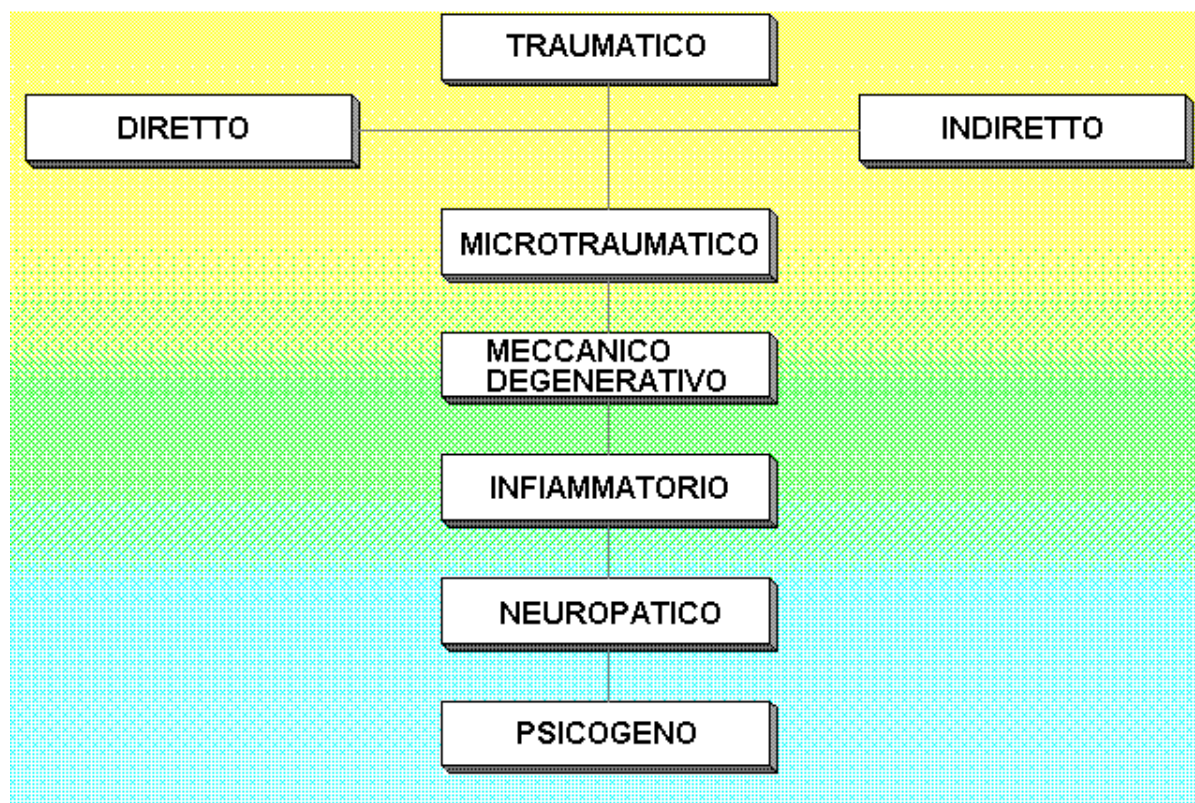 TRAUMATICO
DIRETTO
INDIRETTO
MICROTRAUMATICO
MECCANICO
DEGENERATIVO
INFIAMMATORIO
NEUROPATICO
PSICOGENO